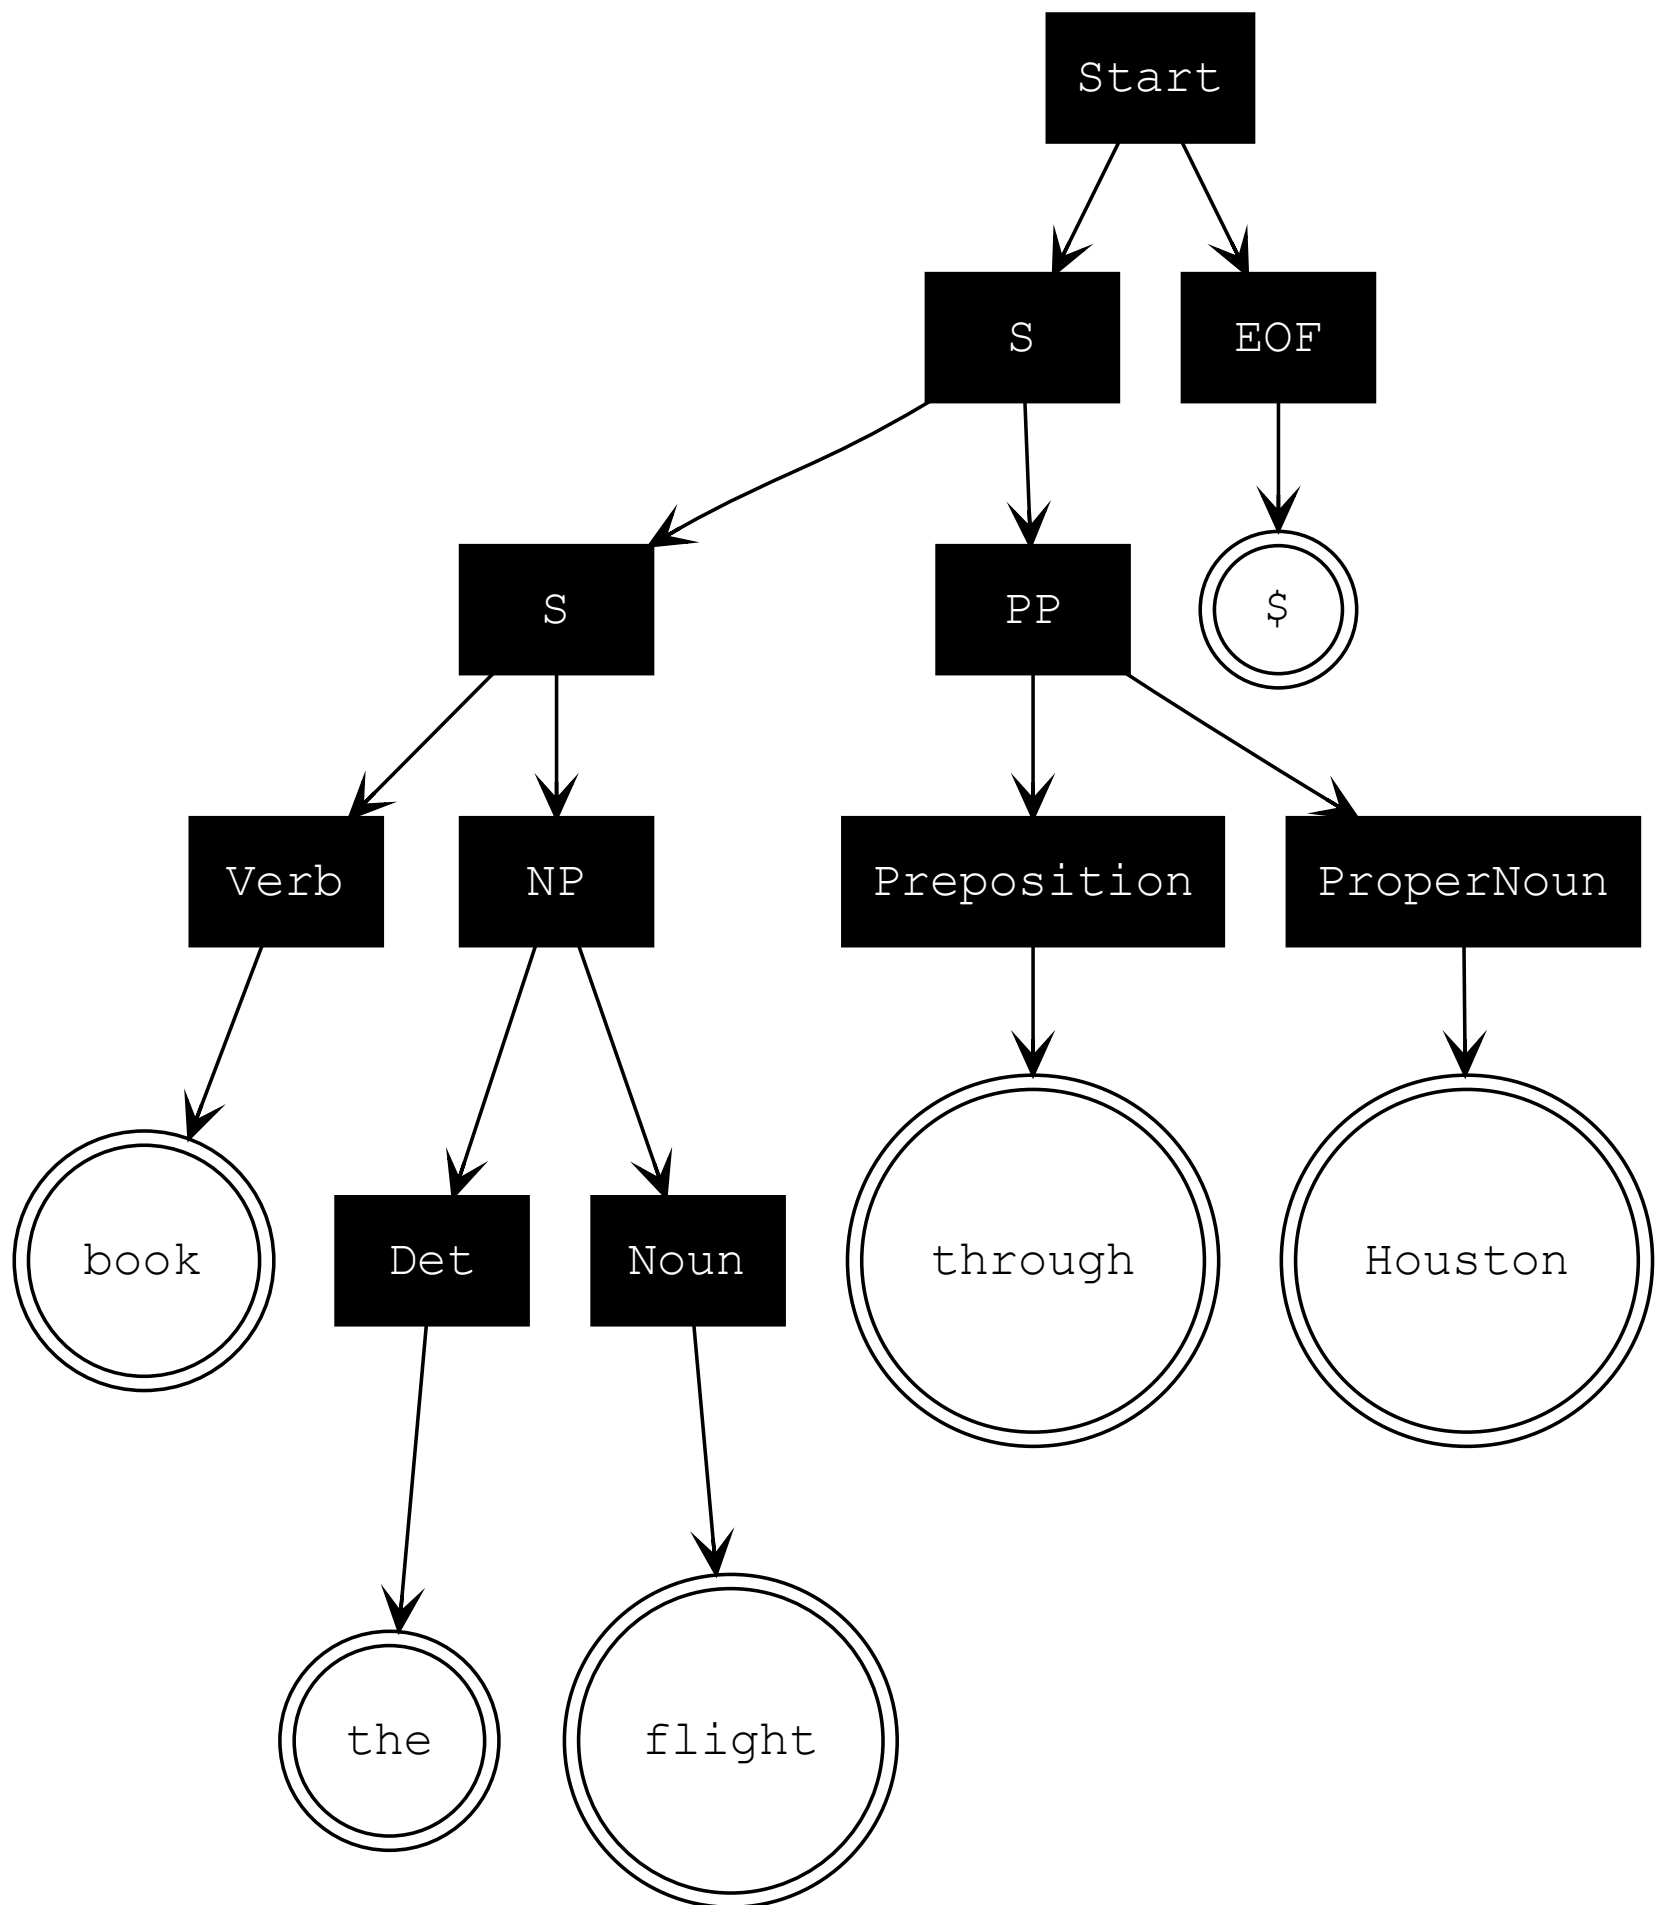 Start
S
EOF
S
PP
$
Verb
NP
Preposition
ProperNoun
book
Det
Noun
through
Houston
the
flight